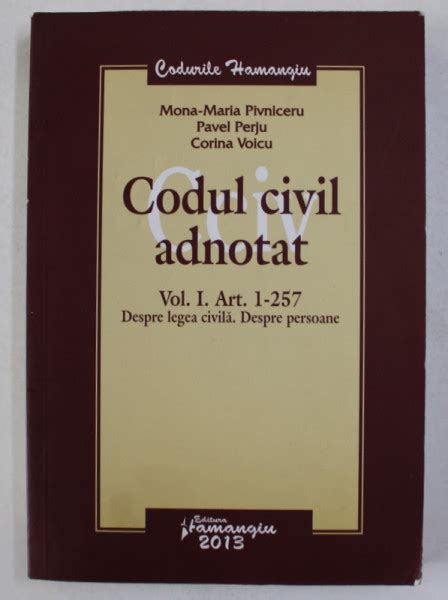 Codurile Hamangiu
Mona-Maria Pivniceru
Pavel Perju
Corina Voicu
Cciv
Codul civil
adnotat
Vol. I. Art. 1-257
Despre legea civilă. Despre persoane
Editura
Hamangiu
2013